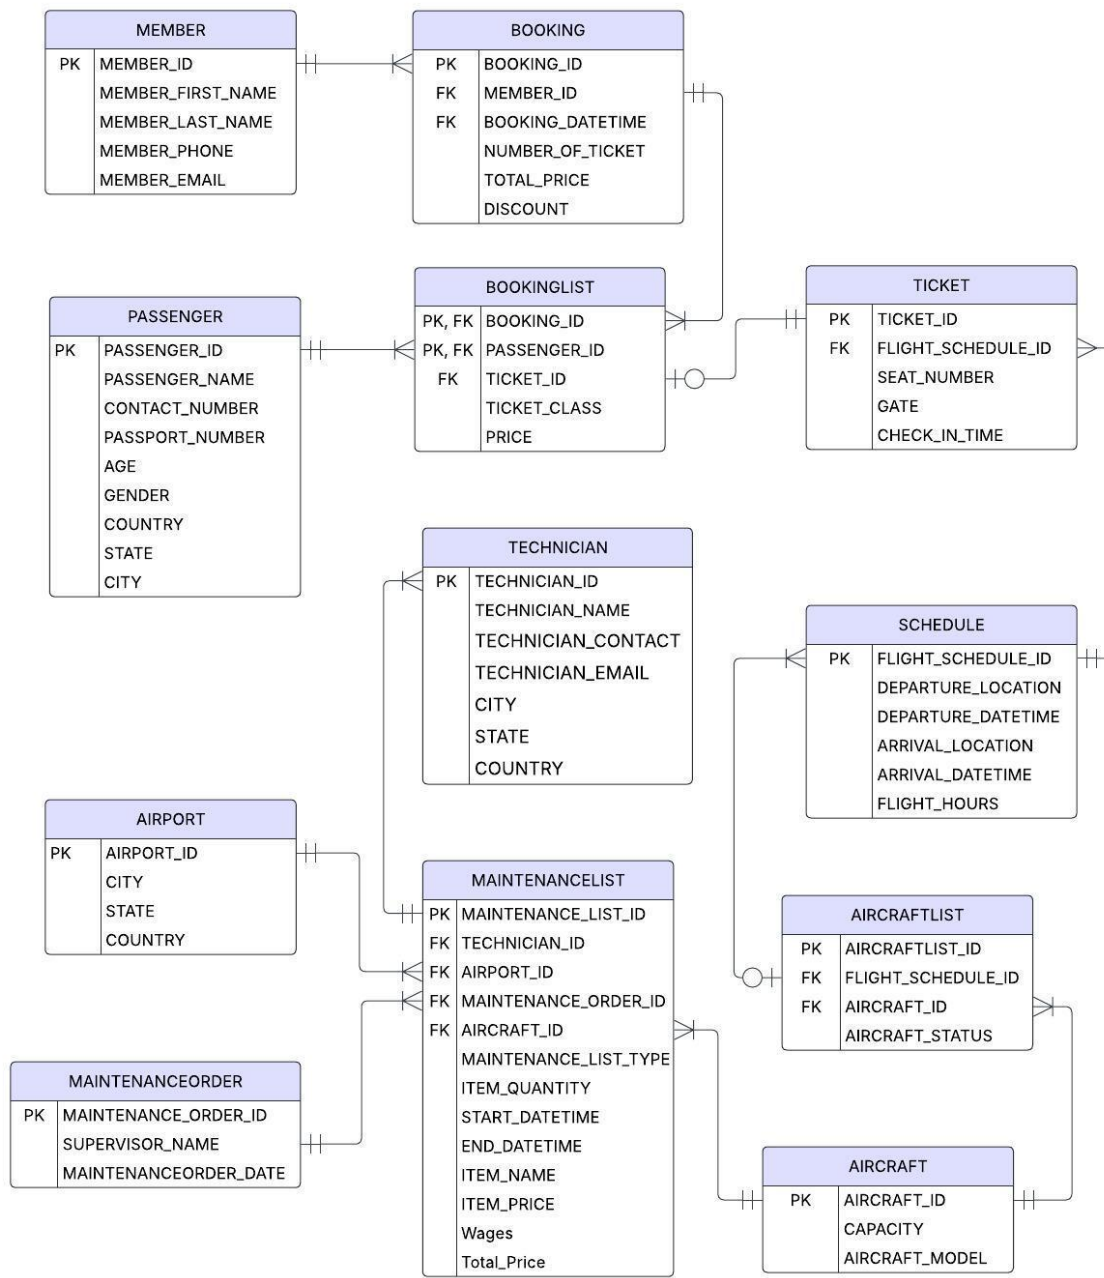 MEMBER
PK MEMBER_ID
MEMBER_FIRST_NAME
MEMBER_LAST_NAME
MEMBER_PHONE
MEMBER_EMAIL
BOOKING
PK BOOKING_ID
FK MEMBER_ID
FK BOOKING_DATETIME
NUMBER_OF_TICKET
TOTAL_PRICE
DISCOUNT
PASSENGER
PK PASSENGER_ID
PASSENGER_NAME
CONTACT_NUMBER
PASSPORT_NUMBER
AGE
GENDER
COUNTRY
STATE
CITY
BOOKINGLIST
PK, FK BOOKING_ID
PK, FK PASSENGER_ID
FK TICKET_ID
TICKET_CLASS
PRICE
TICKET
PK TICKET_ID
FK FLIGHT_SCHEDULE_ID
SEAT_NUMBER
GATE
CHECK_IN_TIME
TECHNICIAN
PK TECHNICIAN_ID
TECHNICIAN_NAME
TECHNICIAN_CONTACT
TECHNICIAN_EMAIL
CITY
STATE
COUNTRY
SCHEDULE
PK FLIGHT_SCHEDULE_ID
DEPARTURE_LOCATION
DEPARTURE_DATETIME
ARRIVAL_LOCATION
ARRIVAL_DATETIME
FLIGHT_HOURS
AIRPORT
PK AIRPORT_ID
CITY
STATE
COUNTRY
MAINTENANCELIST
PK MAINTENANCE_LIST_ID
FK TECHNICIAN_ID
FK AIRPORT_ID
FK MAINTENANCE_ORDER_ID
FK AIRCRAFT_ID
MAINTENANCE_LIST_TYPE
ITEM_QUANTITY
START_DATETIME
END_DATETIME
ITEM_NAME
ITEM_PRICE
Wages
Total_Price
AIRCRAFTLIST
PK AIRCRAFTLIST_ID
FK FLIGHT_SCHEDULE_ID
FK AIRCRAFT_ID
AIRCRAFT_STATUS
MAINTENANCEORDER
PK MAINTENANCE_ORDER_ID
SUPERVISOR_NAME
MAINTENANCEORDER_DATE
AIRCRAFT
PK AIRCRAFT_ID
CAPACITY
AIRCRAFT_MODEL